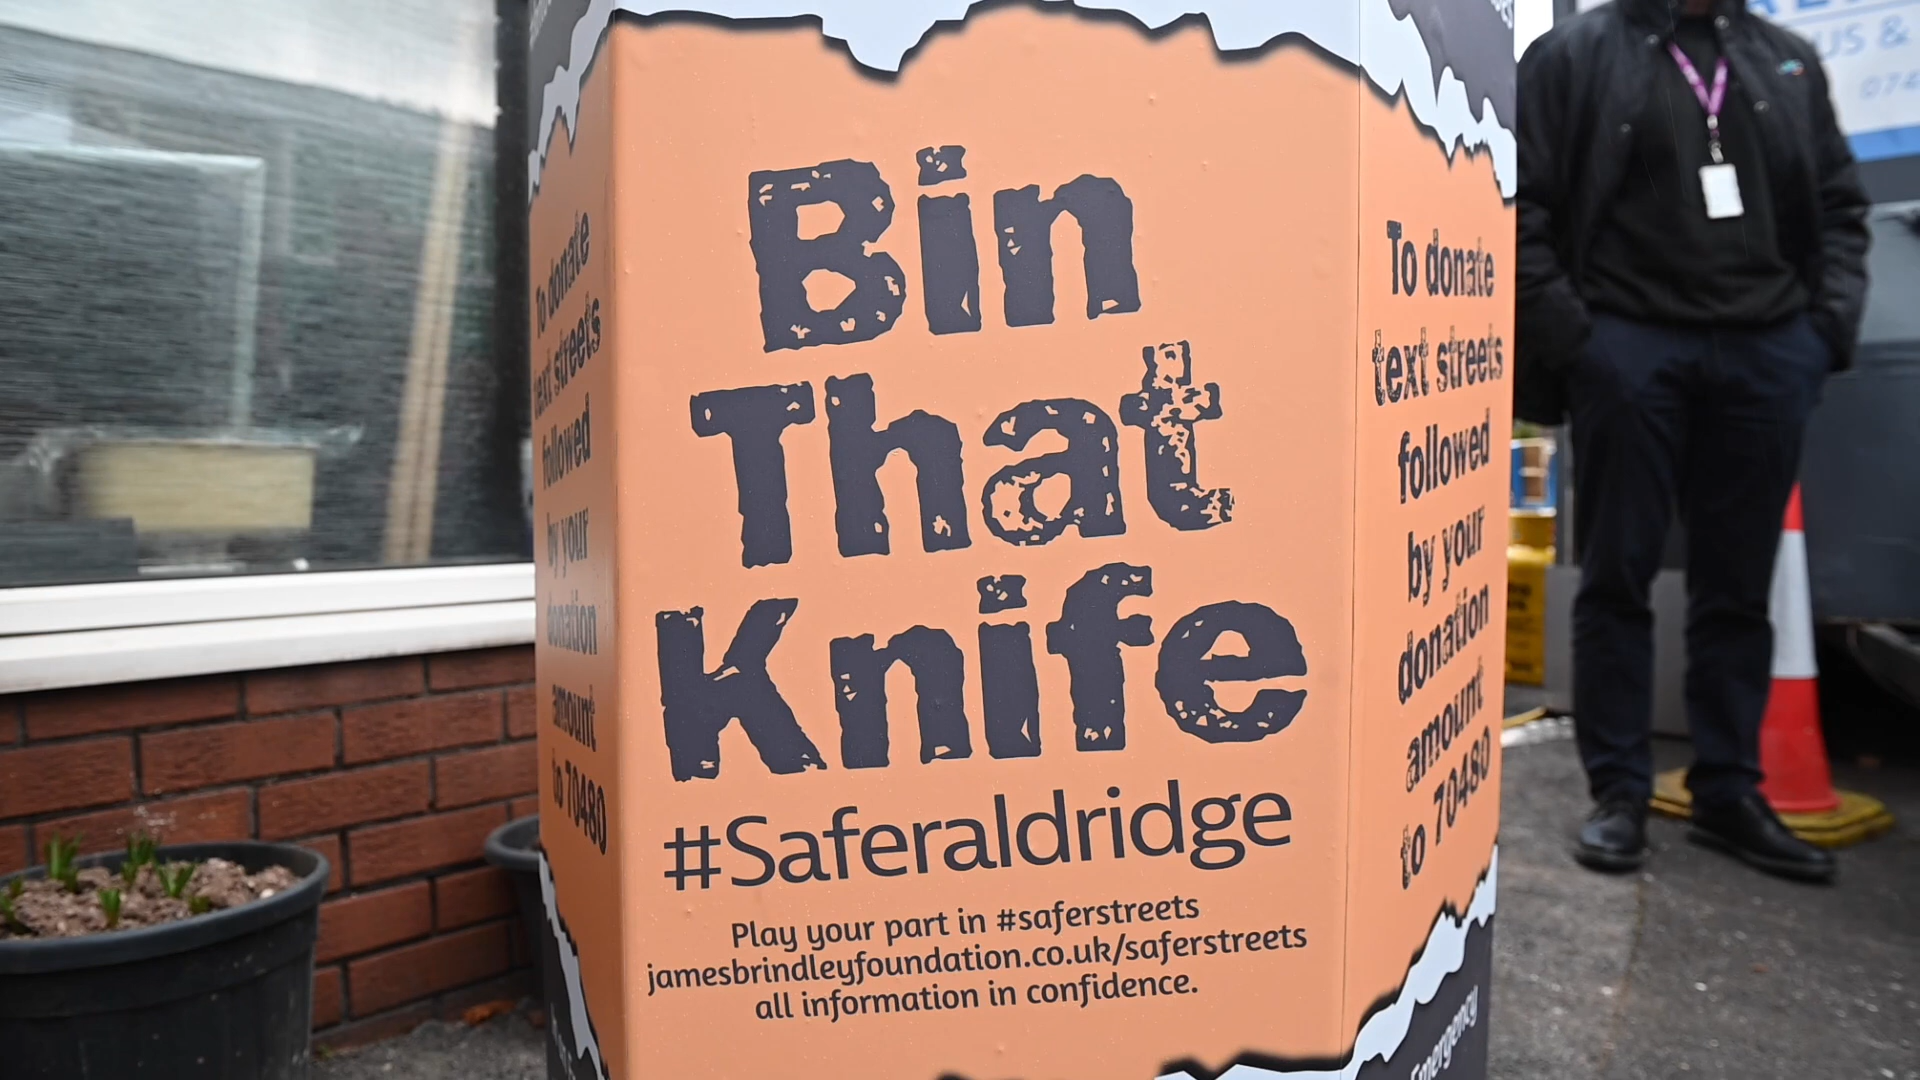 To donate
text streets
followed
by your
donation
amount
to 70480
Bin
That
Knife
#Saferaldridge
Play your part in #saferstreets
jamesbrindleyfoundation.co.uk/saferstreets
all information in confidence.
To donate
text streets
followed
by your
donation
amount
to 70480
Emergency
US &